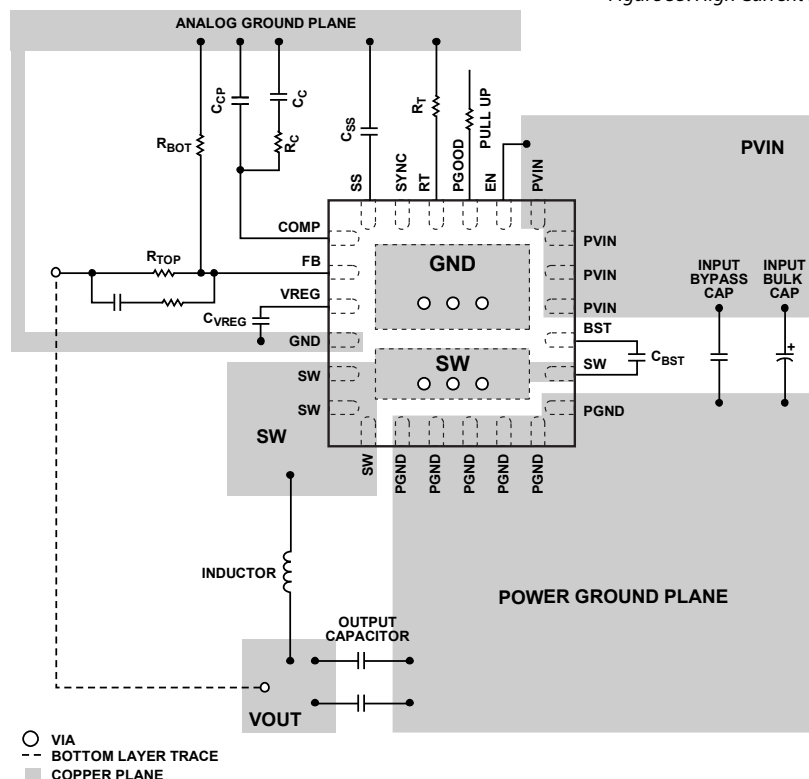 Figure 58. High Current
ANALOG GROUND PLANE
RBOT
CCP
CC
RC
CSS
RT
PULL UP
SS
SYNC
RT
PGOOD
EN
PVIN
PVIN
COMP
FB
VREG
GND
SW
SW
RTOP
CVREG
GND
SW
PVIN
PVIN
PVIN
BST
SW
PGND
CBST
INPUT
BYPASS
CAP
INPUT
BULK
CAP
+
SW
SW
PGND
PGND
PGND
PGND
PGND
INDUCTOR
POWER GROUND PLANE
OUTPUT
CAPACITOR
VOUT
VIA
BOTTOM LAYER TRACE
COPPER PLANE